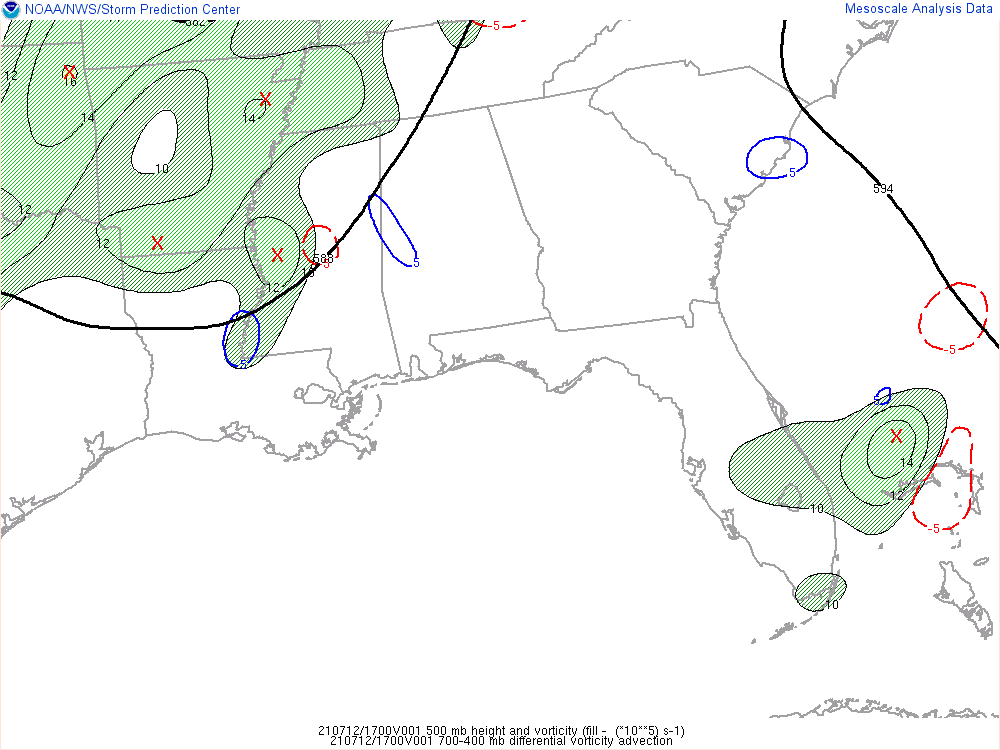 NOAA/NWS/Storm Prediction Center
Mesoscale Analysis Data
-5
12
X
16
X
14
14
10
5
594
12
12
X
X
588
5
12
5
-5
5
5
X
14
12
10
-5
10
210712/1700V001 500 mb height and vorticity (fill - (*10**5) s-1)
210712/1700V001 700-400 mb differential vorticity advection